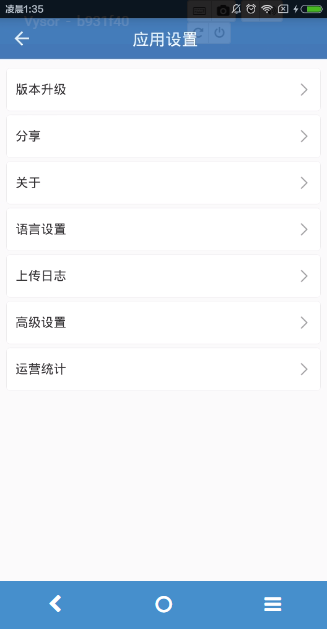 凌晨1:35
Vysor - b931f40
应用设置
版本升级
分享
关于
语言设置
上传日志
高级设置
运营统计